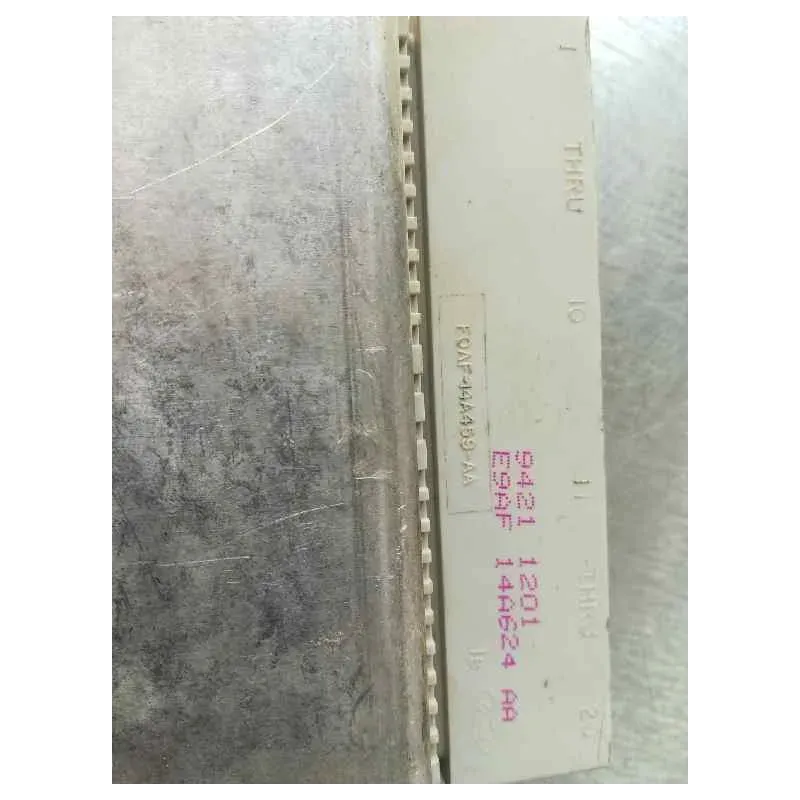 1 THRU 10
11 THRU 20
F0AF-14A459-AA
9421 1201
E9AF 14A624 AA